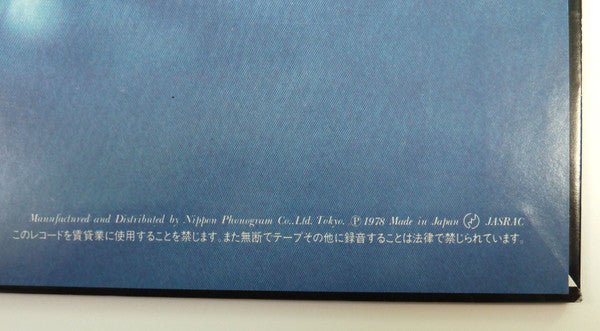 Manufactured and Distributed by Nippon Phonogram Co.,Ltd. Tokyo. Ⓟ 1978 Made in Japan JASRAC
このレコードを賃貸業に使用することを禁じます。また無断でテープその他に録音することは法律で禁じられています。